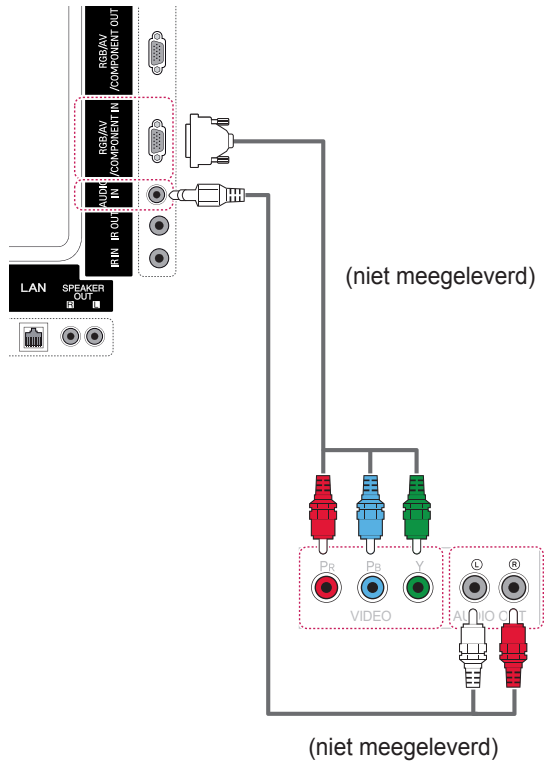 RGB/AV
/COMPONENT OUT
RGB/AV
/COMPONENT IN
AUDIO
IN
IR OUT
IR IN
LAN
SPEAKER
OUT
R L
(niet meegeleverd)
PR PB Y
VIDEO
L R
AUDIO OUT
(niet meegeleverd)